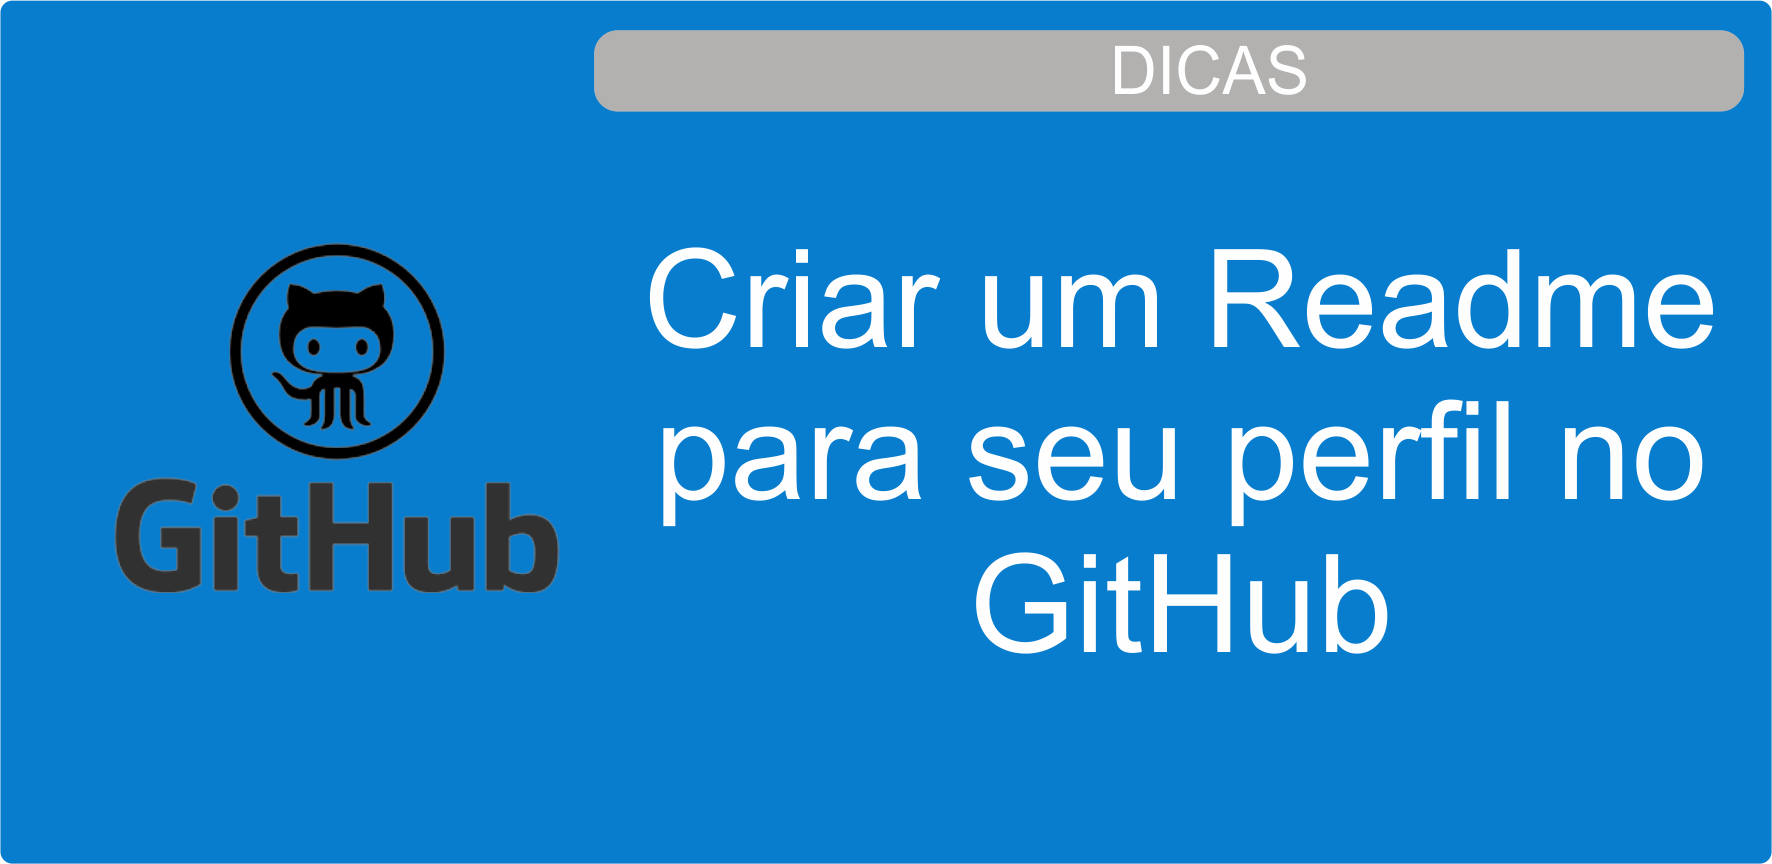 DICAS
Criar um Readme
para seu perfil no
GitHub
GitHub